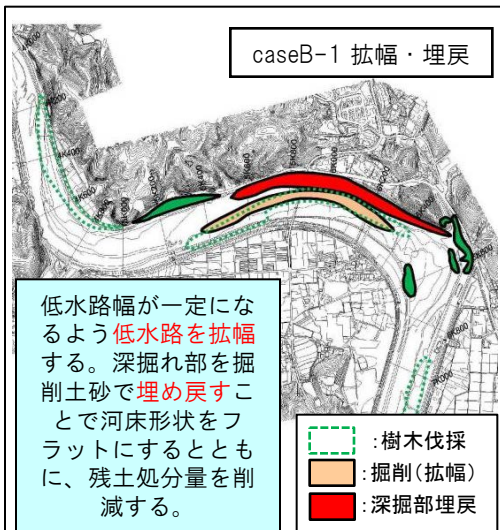 caseB-1 拡幅・埋戻
低水路幅が一定にな
るよう低水路を拡幅
する。深掘れ部を掘
削土砂で埋め戻すこ
とで河床形状をフ
ラットにするととも
に、残土処分量を削
減する。
:樹木伐採
:掘削(拡幅)
:深掘部埋戻